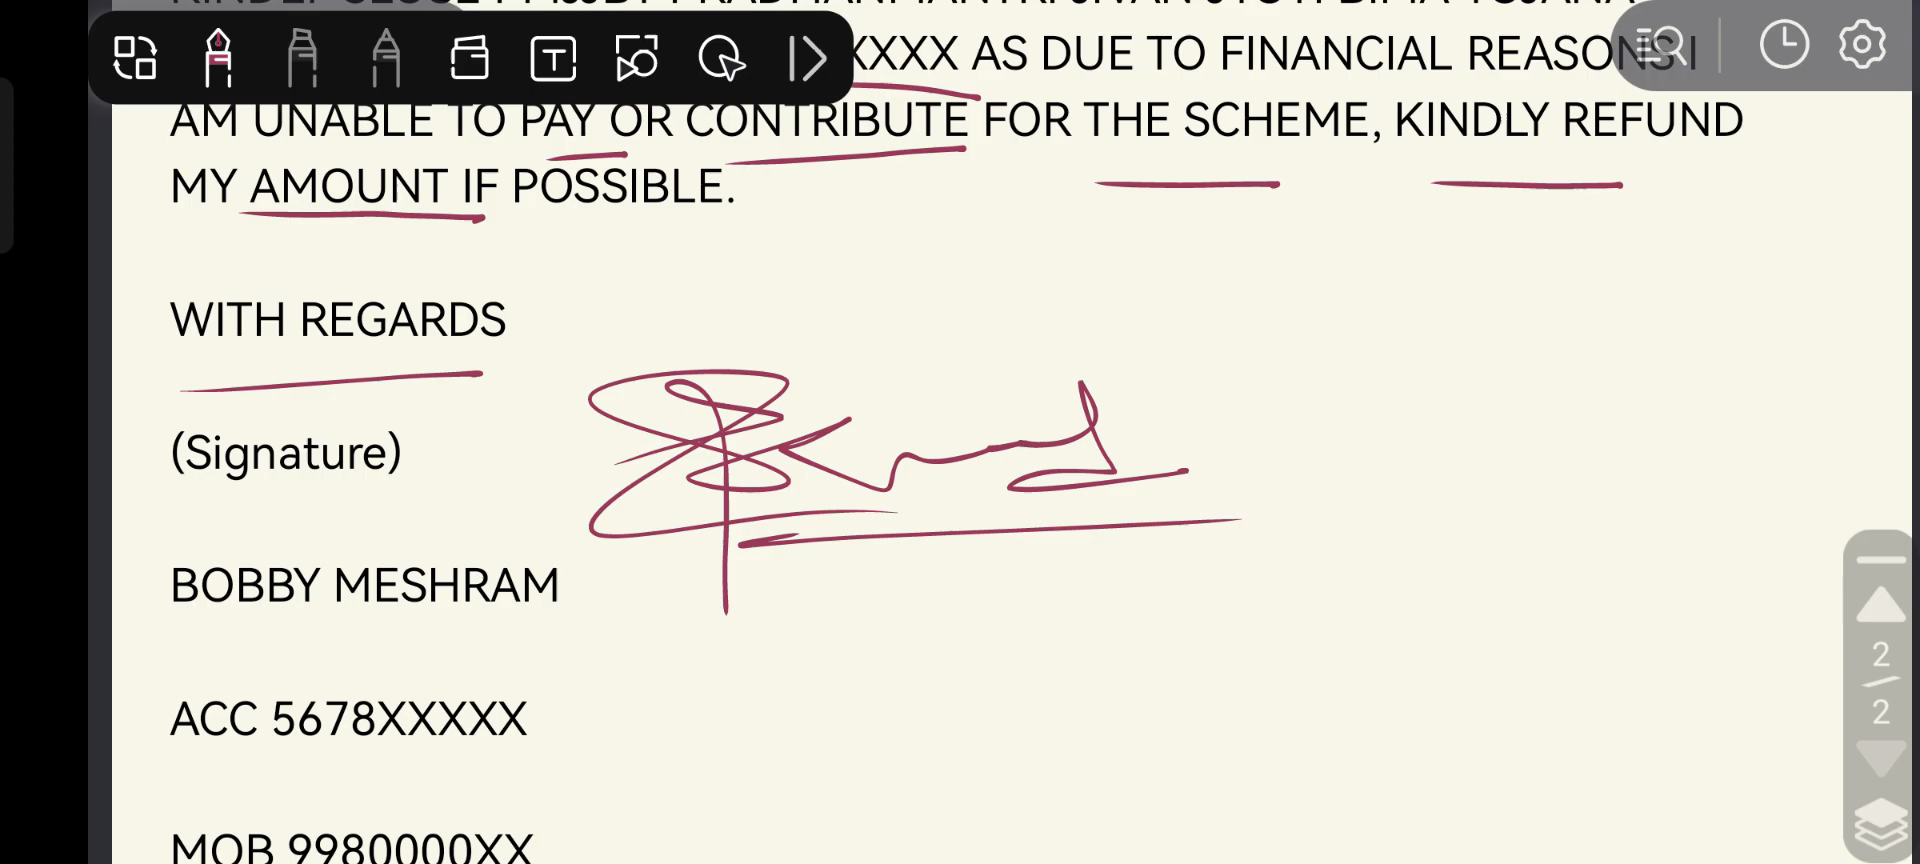 XXXX AS DUE TO FINANCIAL REASONS I
AM UNABLE TO PAY OR CONTRIBUTE FOR THE SCHEME, KINDLY REFUND
MY AMOUNT IF POSSIBLE.
WITH REGARDS
(Signature)
BOBBY MESHRAM
ACC 5678XXXXX
MOB 9980000XX
2
2